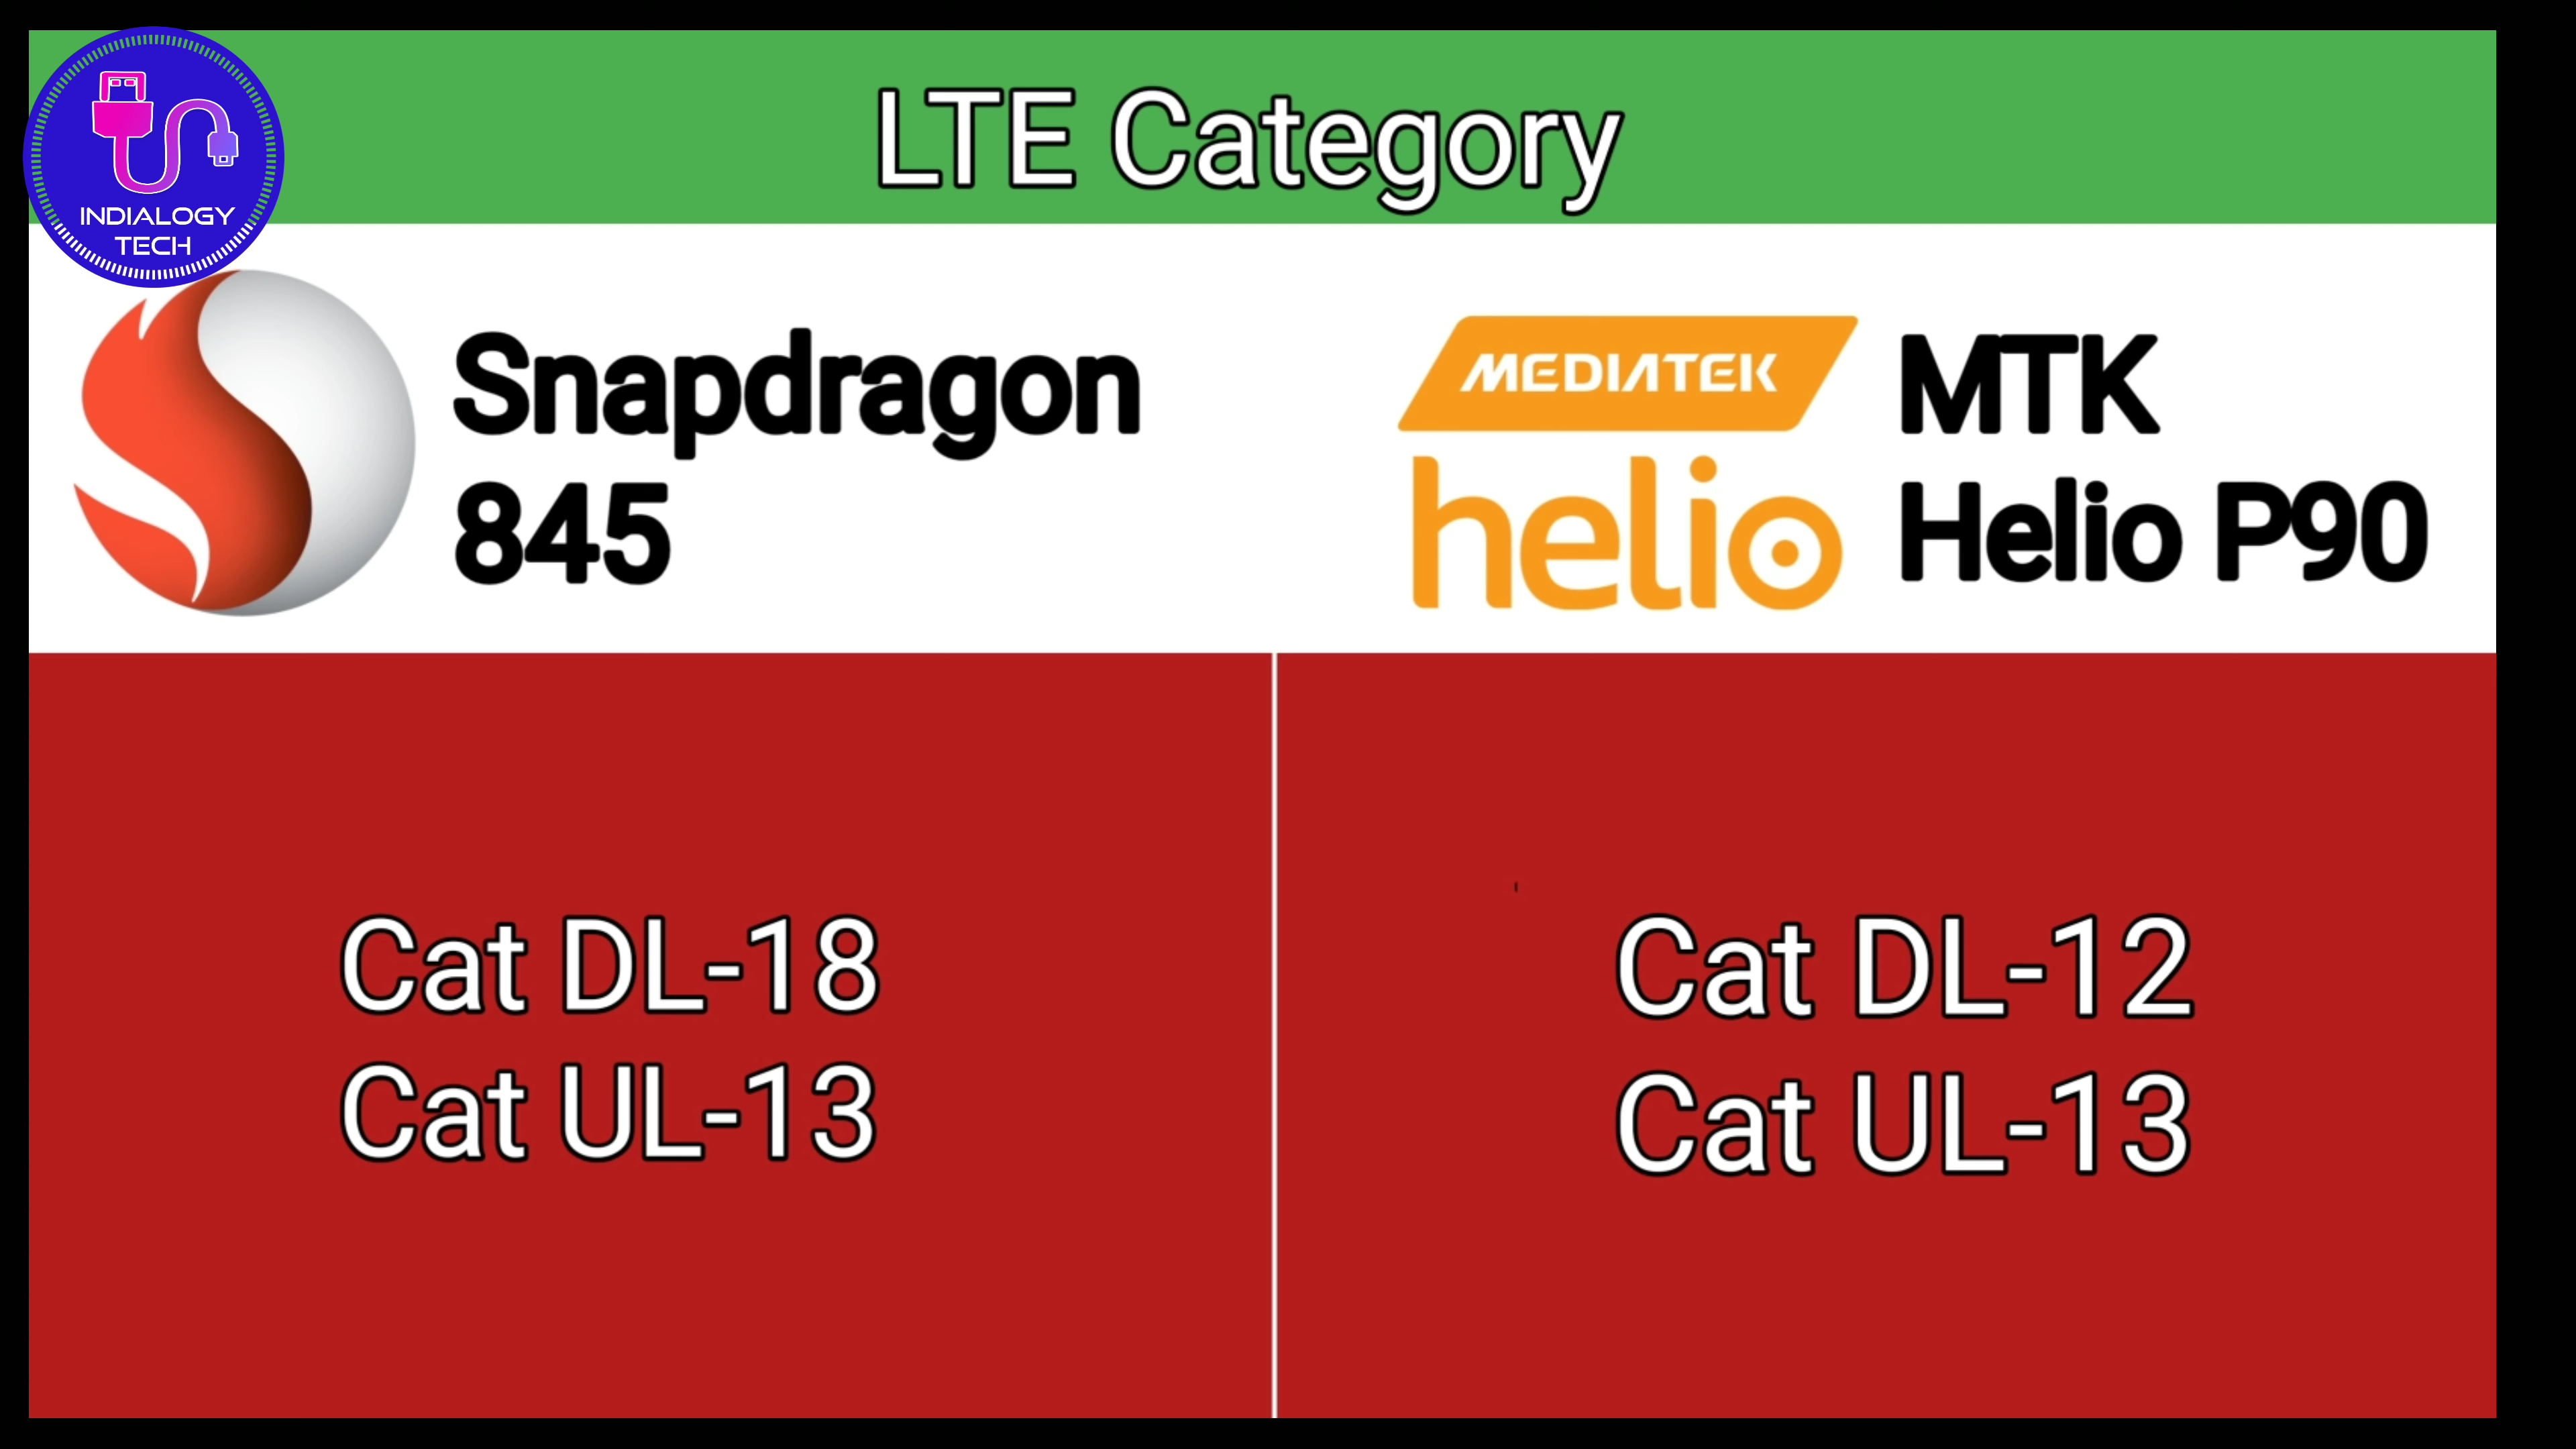 LTE Category
INDIALOGY
TECH
Snapdragon
845
MEDIATEK
helio
MTK
Helio P90
Cat DL-18
Cat UL-13
Cat DL-12
Cat UL-13